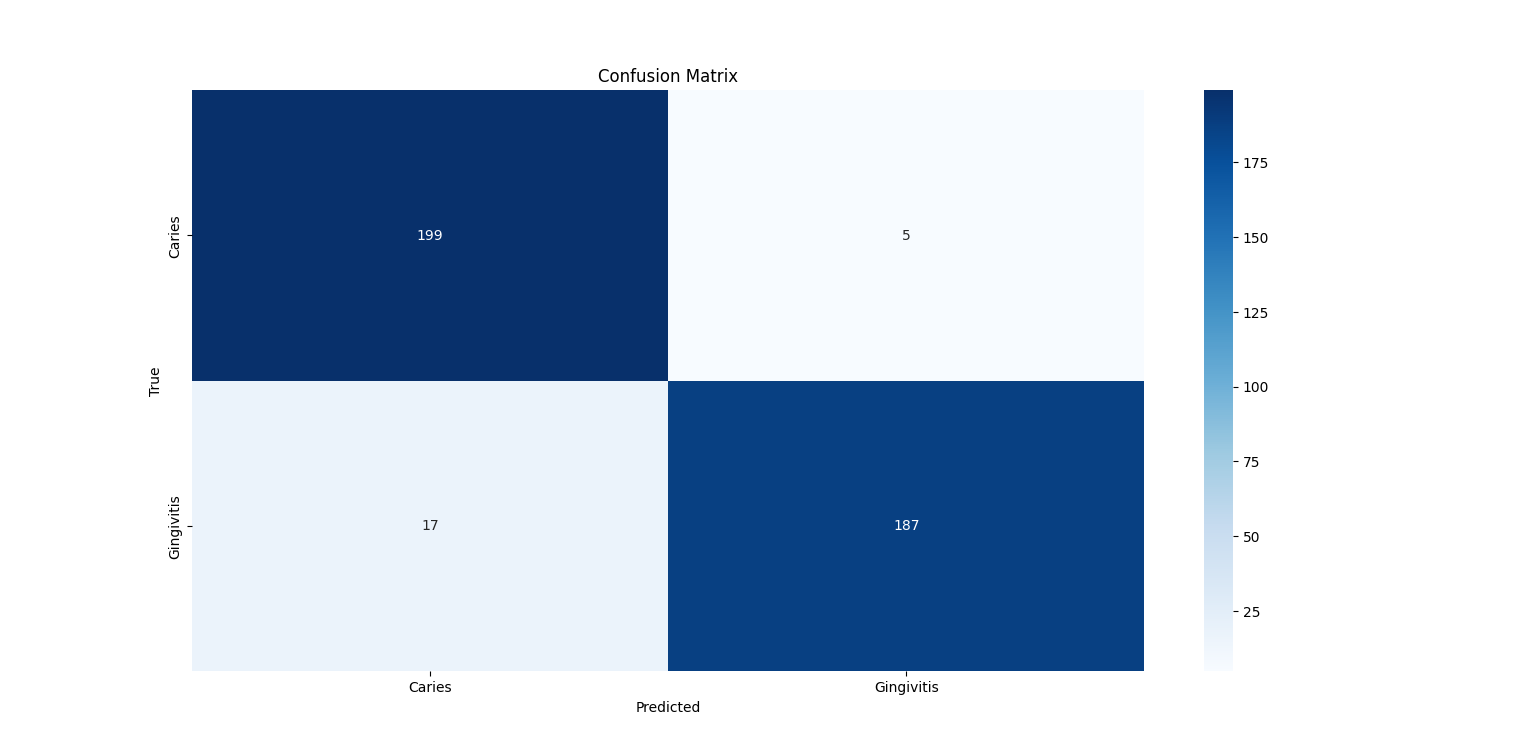 Confusion Matrix
Caries
199
5
True
Gingivitis
17
187
Caries
Gingivitis
Predicted
175
150
125
100
75
50
25